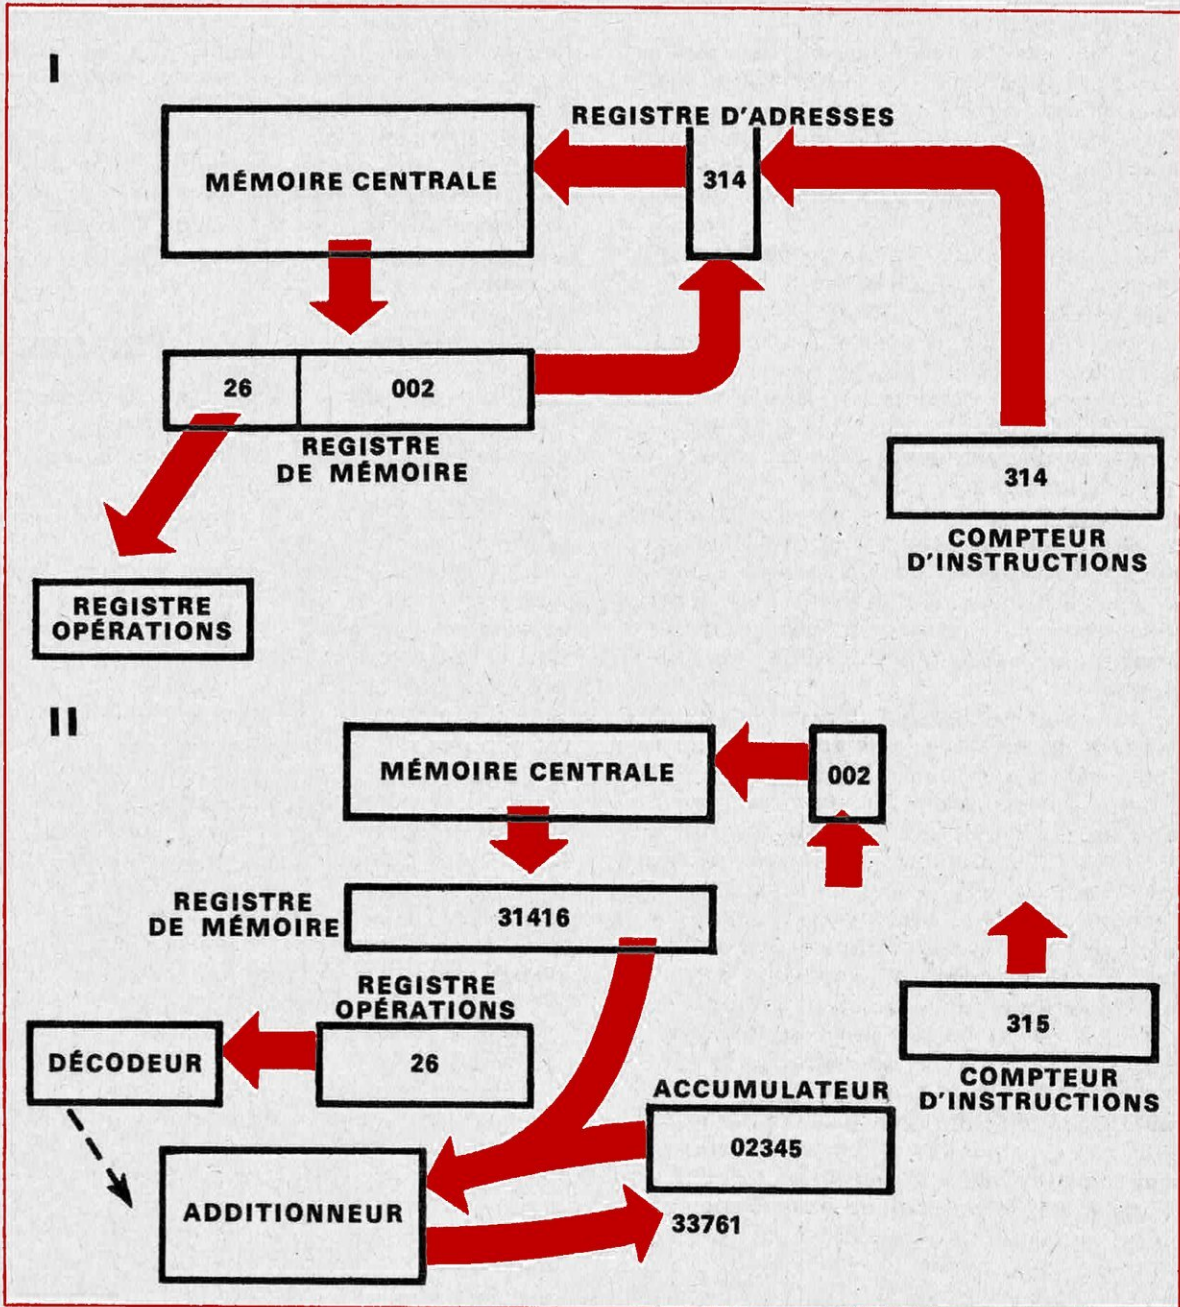 I
REGISTRE D'ADRESSES
MÉMOIRE CENTRALE
314
26
002
REGISTRE
DE MÉMOIRE
314
COMPTEUR
D'INSTRUCTIONS
REGISTRE
OPÉRATIONS
II
MÉMOIRE CENTRALE
002
REGISTRE
DE MÉMOIRE
31416
REGISTRE
OPÉRATIONS
DÉCODEUR
26
315
COMPTEUR
D'INSTRUCTIONS
ACCUMULATEUR
02345
ADDITIONNEUR
33761